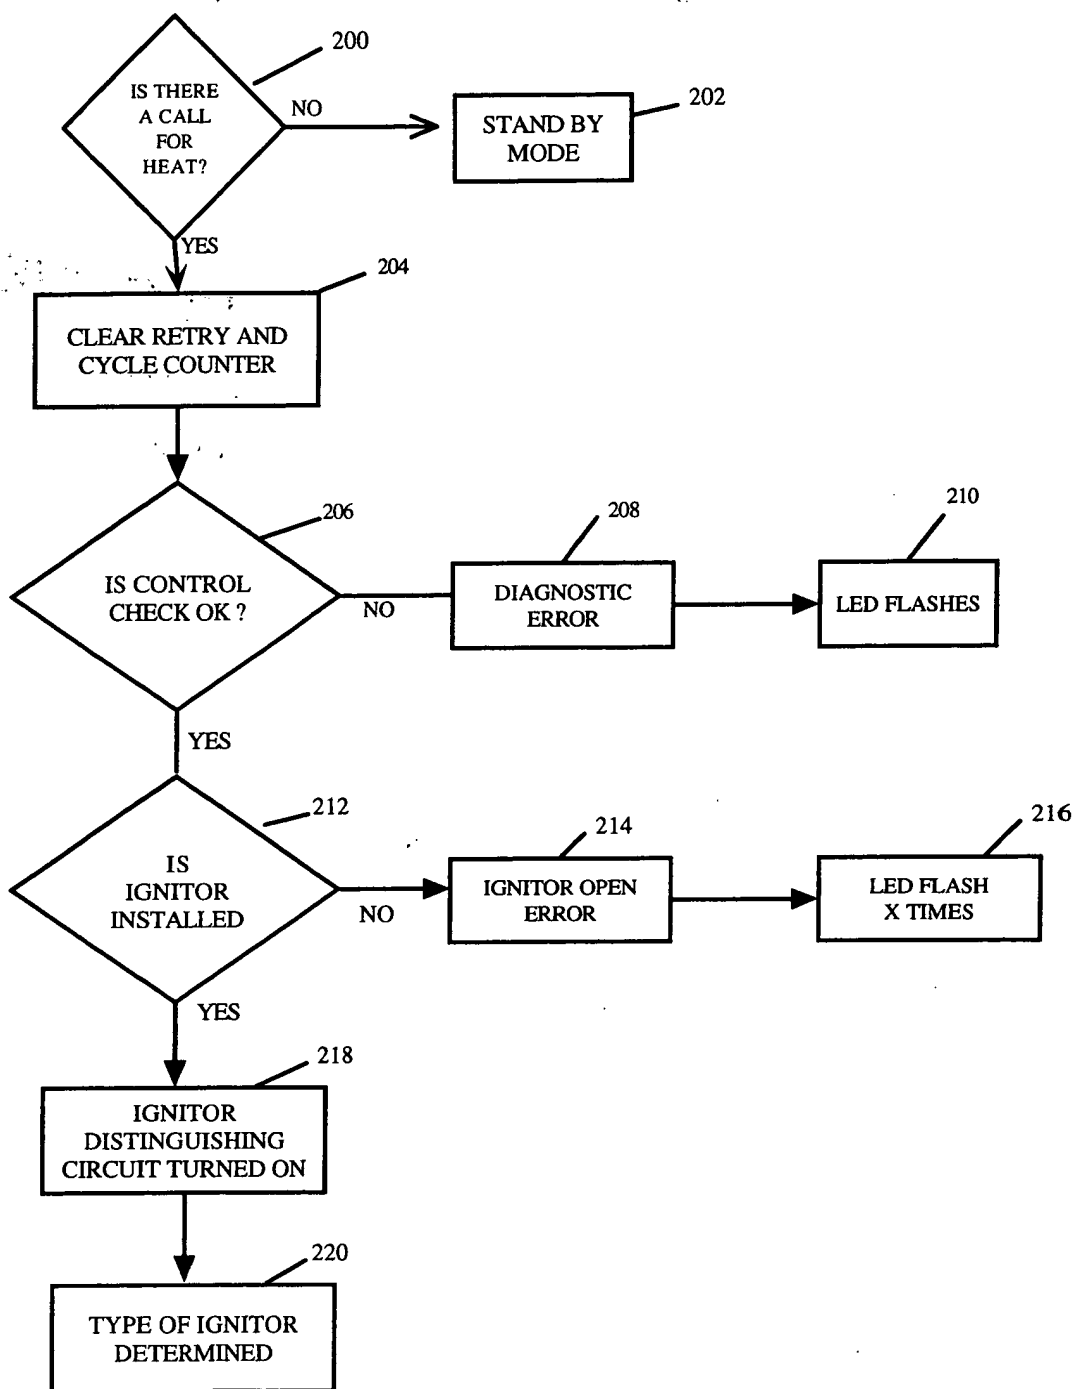 200
IS THERE
A CALL
FOR
HEAT?
NO
202
STAND BY
MODE
YES
204
CLEAR RETRY AND
CYCLE COUNTER
206
IS CONTROL
CHECK OK ?
NO
208
DIAGNOSTIC
ERROR
210
LED FLASHES
YES
212
IS
IGNITOR
INSTALLED
NO
214
IGNITOR OPEN
ERROR
216
LED FLASH
X TIMES
YES
218
IGNITOR
DISTINGUISHING
CIRCUIT TURNED ON
220
TYPE OF IGNITOR
DETERMINED